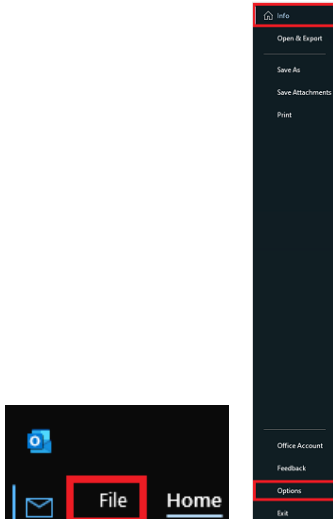 File Home
Info
Open & Export
Save As
Save Attachments
Print
Office Account
Feedback
Options
Exit